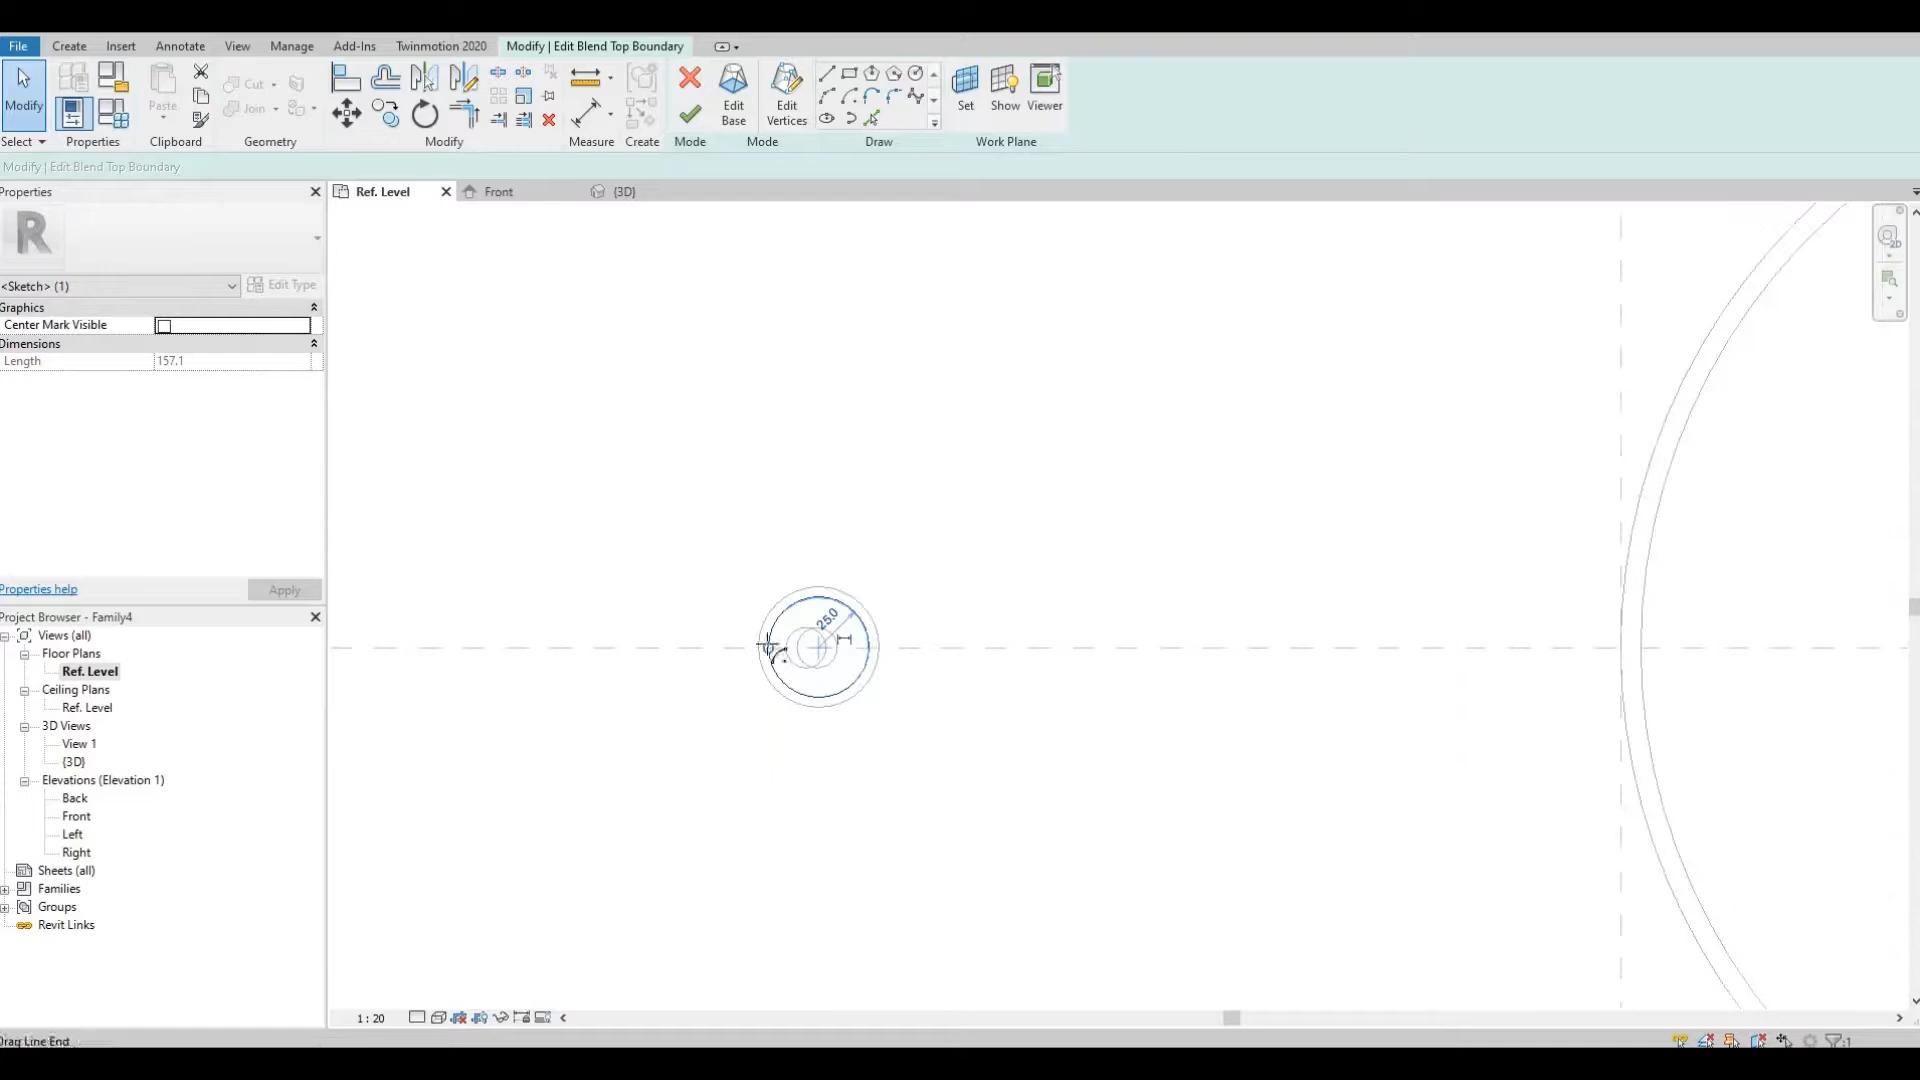 File Create Insert Annotate View Manage Add-Ins Twinmotion 2020 Modify | Edit Blend Top Boundary
Modify
Paste
Cut
Join
Edit Base
Edit Vertices
Set Show Viewer
Select Properties Clipboard Geometry Modify Measure Create Mode Mode Draw Work Plane
Modify | Edit Blend Top Boundary
Properties
Ref. Level Front {3D}
R
2D
<Sketch> (1) Edit Type
Graphics
Center Mark Visible
Dimensions
Length 157.1
Properties help Apply
25.0
Project Browser - Family4
Views (all)
Floor Plans
Ref. Level
Ceiling Plans
Ref. Level
3D Views
View 1
{3D}
Elevations (Elevation 1)
Back
Front
Left
Right
Sheets (all)
Families
Groups
Revit Links
1 : 20
Drag Line End
:1